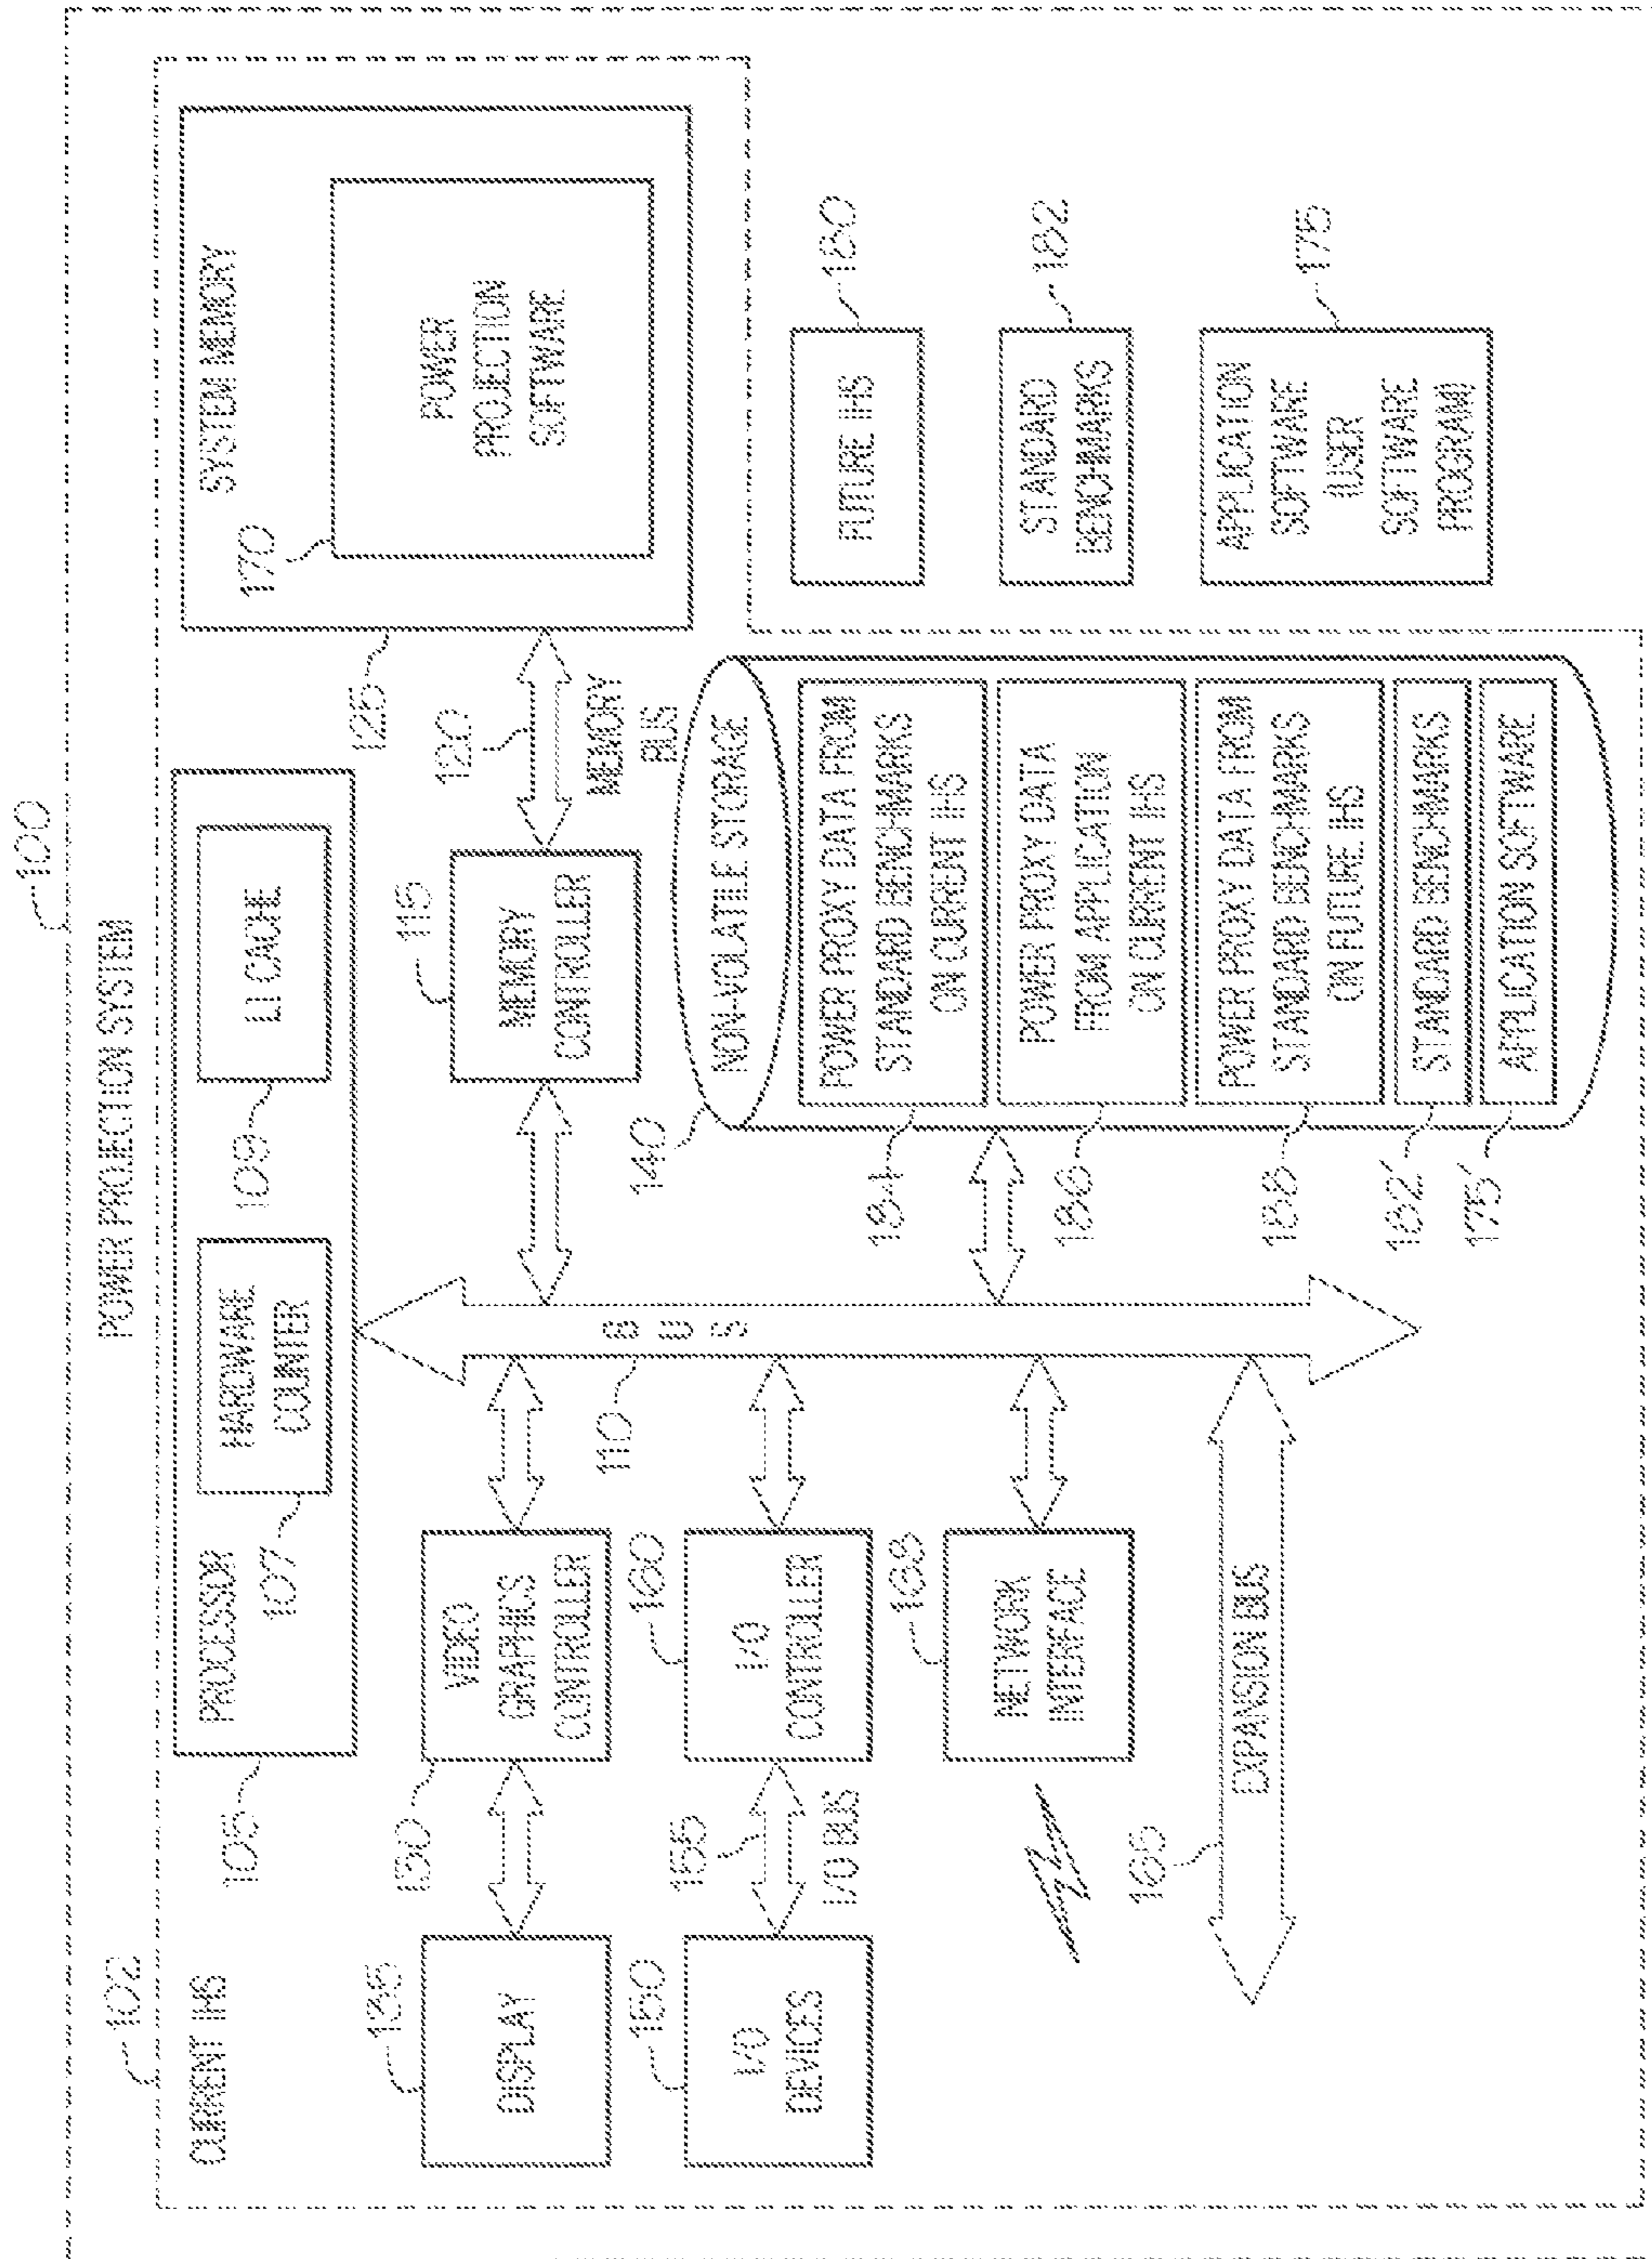 100
POWER PROJECTION SYSTEM
102
CURRENT IHS
105
PROCESSOR
107
HARDWARE
COUNTER
109
L1 CACHE
SYSTEM MEMORY
125
170
POWER
PROJECTION
SOFTWARE
135
DISPLAY
130
VIDEO
GRAPHICS
CONTROLLER
115
MEMORY
CONTROLLER
120
MEMORY
BUS
110
BUS
150
I/O
DEVICES
155
I/O BUS
160
I/O
CONTROLLER
168
NETWORK
INTERFACE
165
EXPANSION BUS
140
NON-VOLATILE STORAGE
184
POWER PROXY DATA FROM
STANDARD BENCHMARKS
ON CURRENT IHS
186
POWER PROXY DATA
FROM APPLICATION
ON CURRENT IHS
188
POWER PROXY DATA FROM
STANDARD BENCHMARKS
ON FUTURE IHS
182'
STANDARD BENCHMARKS
175'
APPLICATION SOFTWARE
180
FUTURE IHS
182
STANDARD
BENCHMARKS
175
APPLICATION
SOFTWARE
(USER
SOFTWARE
PROGRAM)